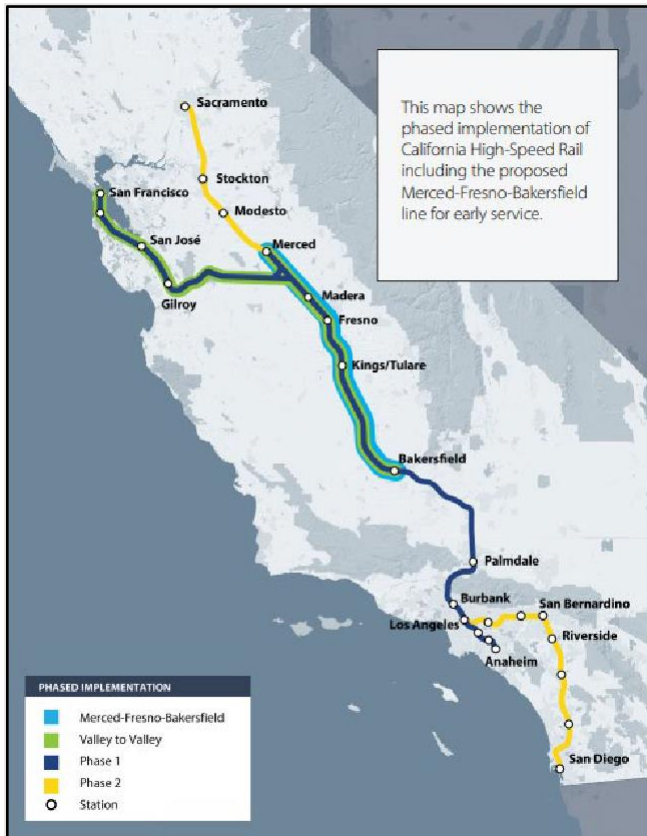 Sacramento
This map shows the
phased implementation of
California High-Speed Rail
including the proposed
Merced-Fresno-Bakersfield
line for early service.
Stockton
San Francisco
Modesto
San José
Merced
Gilroy
Madera
Fresno
Kings/Tulare
Bakersfield
Palmdale
Burbank
San Bernardino
Los Angeles
Riverside
Anaheim
San Diego
PHASED IMPLEMENTATION
Merced-Fresno-Bakersfield
Valley to Valley
Phase 1
Phase 2
Station